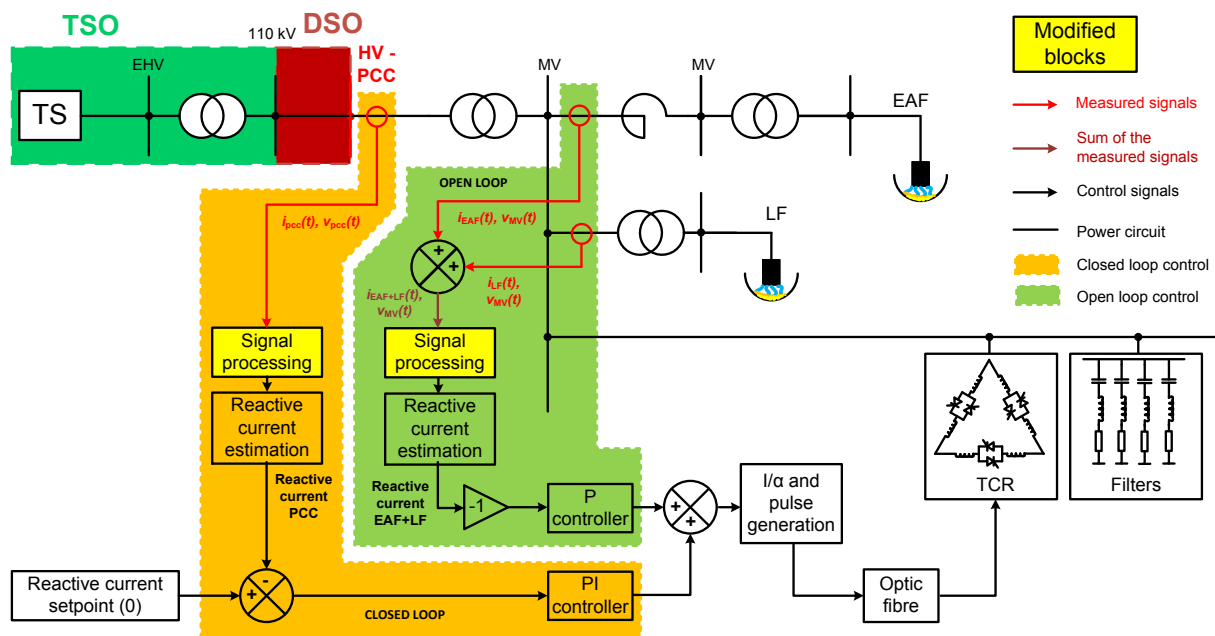 TSO
DSO
110 kV
HV -
PCC
EHV
TS
MV
MV
EAF
Modified
blocks
Measured signals
Sum of the
measured signals
Control signals
Power circuit
Closed loop control
Open loop control
OPEN LOOP
i_pcc(t), v_pcc(t)
i_EAF(t), v_MV(t)
+
+
i_LF(t),
v_MV(t)
i_EAF+LF(t),
v_MV(t)
LF
Signal
processing
Signal
processing
Reactive
current
estimation
Reactive
current
estimation
Reactive
current
PCC
Reactive
current
EAF+LF
-1
P
controller
+
+
I/α and
pulse
generation
TCR
Filters
Reactive current
setpoint (0)
-
+
CLOSED LOOP
PI
controller
Optic
fibre